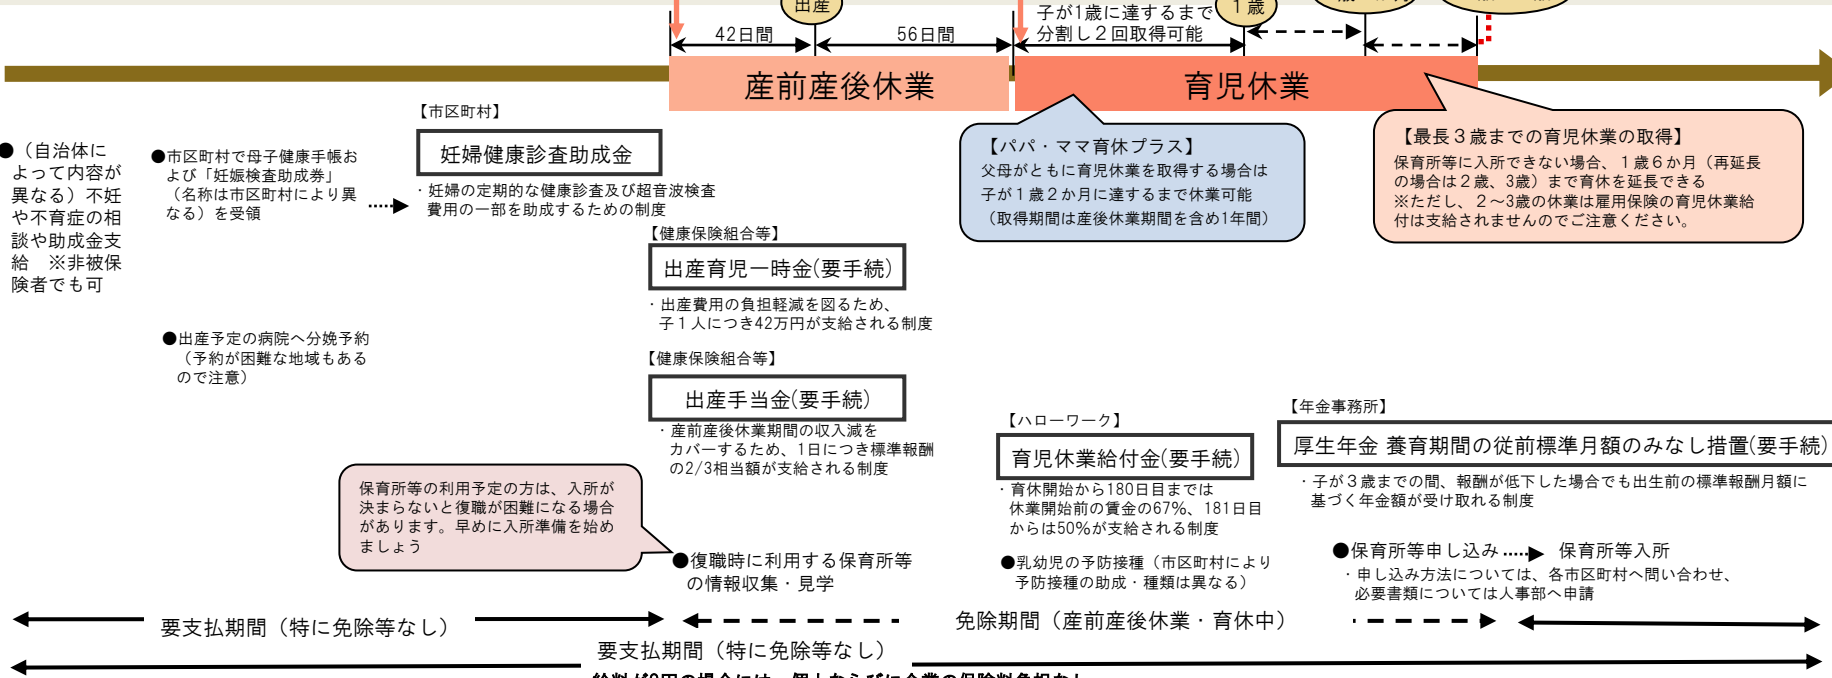 出産
子が1歳に達するまで
分割し２回取得可能
１歳
42日間
56日間
産前産後休業
育児休業
【市区町村】
妊婦健康診査助成金
・妊婦の定期的な健康診査及び超音波検査
費用の一部を助成するための制度
●（自治体に
よって内容が
異なる）不妊
や不育症の相
談や助成金支
給　※非被保
険者でも可
●市区町村で母子健康手帳お
よび「妊娠検査助成券」
（名称は市区町村により異
なる）を受領
●出産予定の病院へ分娩予約
（予約が困難な地域もある
ので注意）
【パパ・ママ育休プラス】
父母がともに育児休業を取得する場合は
子が１歳２か月に達するまで休業可能
（取得期間は産後休業期間を含め1年間）
【最長３歳までの育児休業の取得】
保育所等に入所できない場合、１歳６か月（再延長
の場合は２歳、3歳）まで育休を延長できる
※ただし、２～3歳の休業は雇用保険の育児休業給
付は支給されませんのでご注意ください。
【健康保険組合等】
出産育児一時金(要手続)
・出産費用の負担軽減を図るため、
子１人につき42万円が支給される制度
【健康保険組合等】
出産手当金(要手続)
・産前産後休業期間の収入減を
カバーするため、1日につき標準報酬
の2/3相当額が支給される制度
【ハローワーク】
育児休業給付金(要手続)
・育休開始から180日目までは
休業開始前の賃金の67%、181日目
からは50%が支給される制度
【年金事務所】
厚生年金 養育期間の従前標準月額のみなし措置(要手続)
・子が３歳までの間、報酬が低下した場合でも出生前の標準報酬月額に
基づく年金額が受け取れる制度
保育所等の利用予定の方は、入所が
決まらないと復職が困難になる場合
があります。早めに入所準備を始め
ましょう
●復職時に利用する保育所等
の情報収集・見学
●乳幼児の予防接種（市区町村により
予防接種の助成・種類は異なる）
●保育所等申し込み
保育所等入所
・申し込み方法については、各市区町村へ問い合わせ、
必要書類については人事部へ申請
要支払期間（特に免除等なし）
免除期間（産前産後休業・育休中）
要支払期間（特に免除等なし）